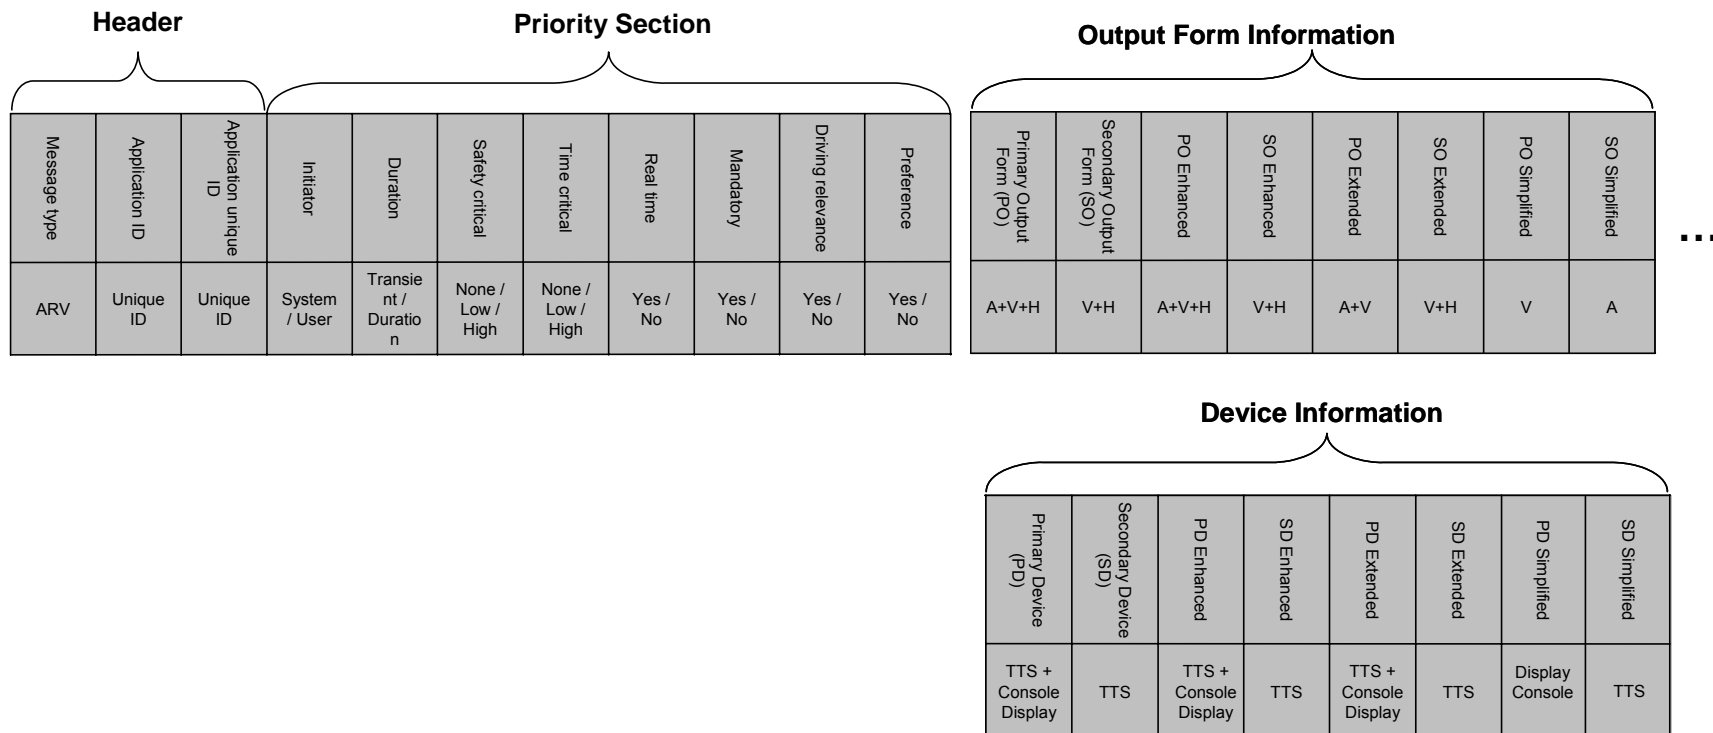 Header
Priority Section
Output Form Information
Message type
Application ID
Application unique
ID
Initiator
Duration
Safety critical
Time critical
Real time
Mandatory
Driving relevance
Preference
Primary Output
Form (PO)
Secondary Output
Form (SO)
PO Enhanced
SO Enhanced
PO Extended
SO Extended
PO Simplified
SO Simplified
...
ARV
Unique
ID
Unique
ID
System
/ User
Transie
nt /
Duratio
n
None /
Low /
High
None /
Low /
High
Yes /
No
Yes /
No
Yes /
No
Yes /
No
A+V+H
V+H
A+V+H
V+H
A+V
V+H
V
A
Device Information
Primary Device
(PD)
Secondary Device
(SD)
PD Enhanced
SD Enhanced
PD Extended
SD Extended
PD Simplified
SD Simplified
TTS +
Console
Display
TTS
TTS +
Console
Display
TTS
TTS +
Console
Display
TTS
Display
Console
TTS